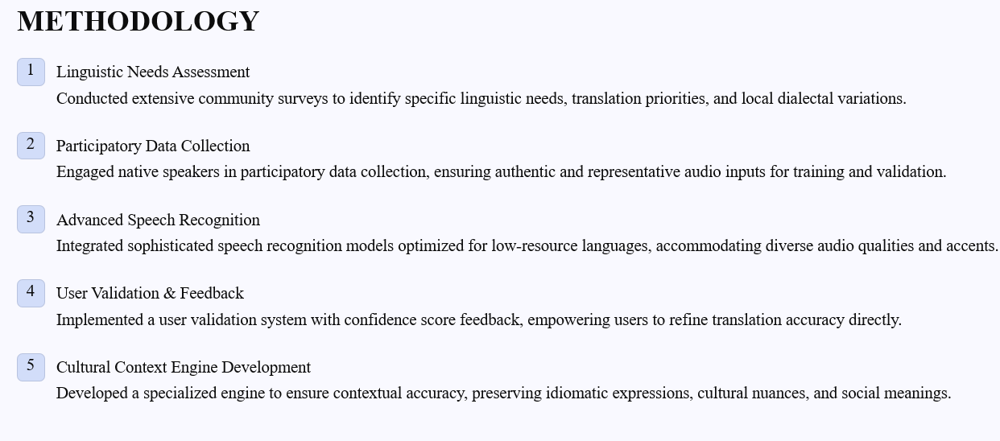 METHODOLOGY
1 Linguistic Needs Assessment
Conducted extensive community surveys to identify specific linguistic needs, translation priorities, and local dialectal variations.
2 Participatory Data Collection
Engaged native speakers in participatory data collection, ensuring authentic and representative audio inputs for training and validation.
3 Advanced Speech Recognition
Integrated sophisticated speech recognition models optimized for low-resource languages, accommodating diverse audio qualities and accents.
4 User Validation & Feedback
Implemented a user validation system with confidence score feedback, empowering users to refine translation accuracy directly.
5 Cultural Context Engine Development
Developed a specialized engine to ensure contextual accuracy, preserving idiomatic expressions, cultural nuances, and social meanings.